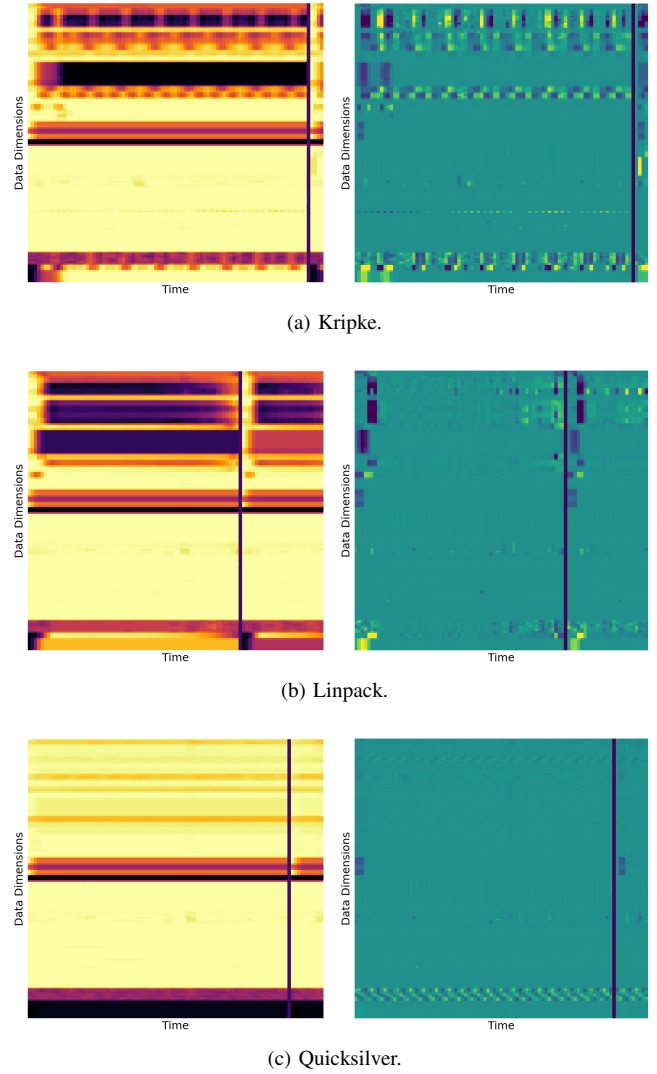 Data Dimensions
Time
Data Dimensions
Time
(a) Kripke.
Data Dimensions
Time
Data Dimensions
Time
(b) Linpack.
Data Dimensions
Time
Data Dimensions
Time
(c) Quicksilver.